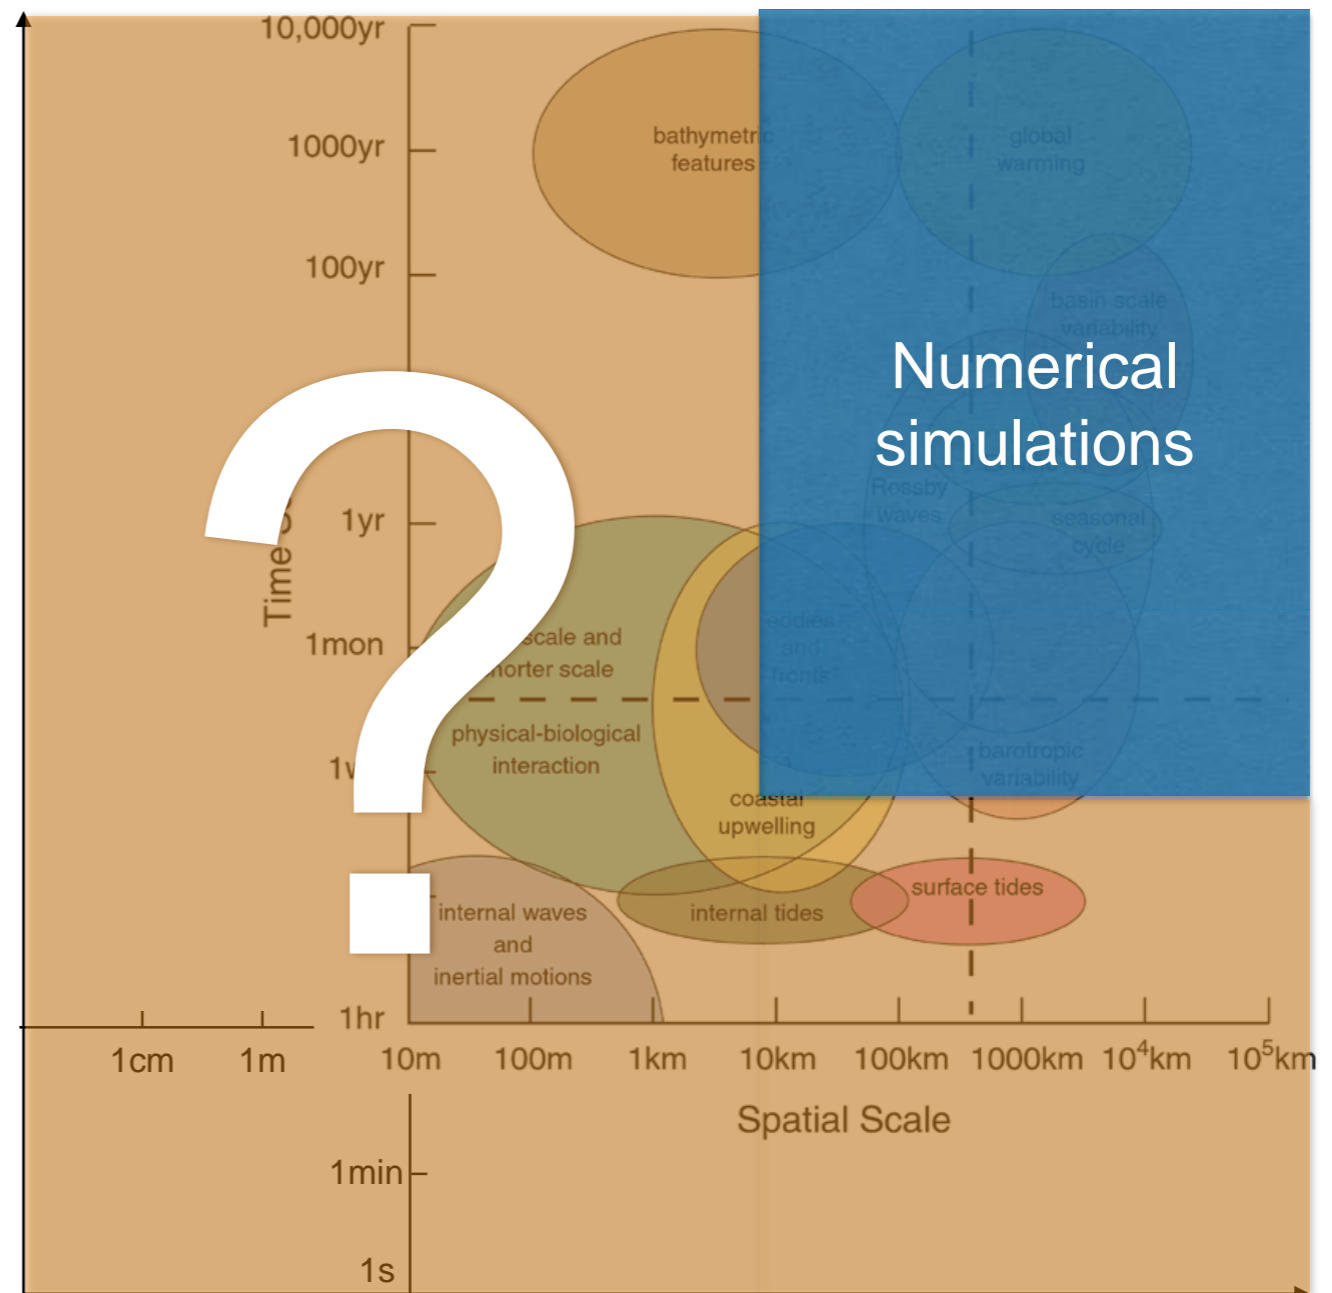 10,000yr
1000yr
100yr
1yr
1mon
1hr
1min
1s
Time
bathymetric
features
global
warming
basin scale
variability
Numerical
simulations
Rossby
waves
seasonal
cycle
eddies
and
fronts
scale and
scale
physical-biological
interaction
barotropic
variability
coastal
upwelling
surface tides
internal tides
internal waves
and
inertial motions
?
1cm 1m 10m 100m 1km 10km 100km 1000km 10⁴km 10⁵km
Spatial Scale